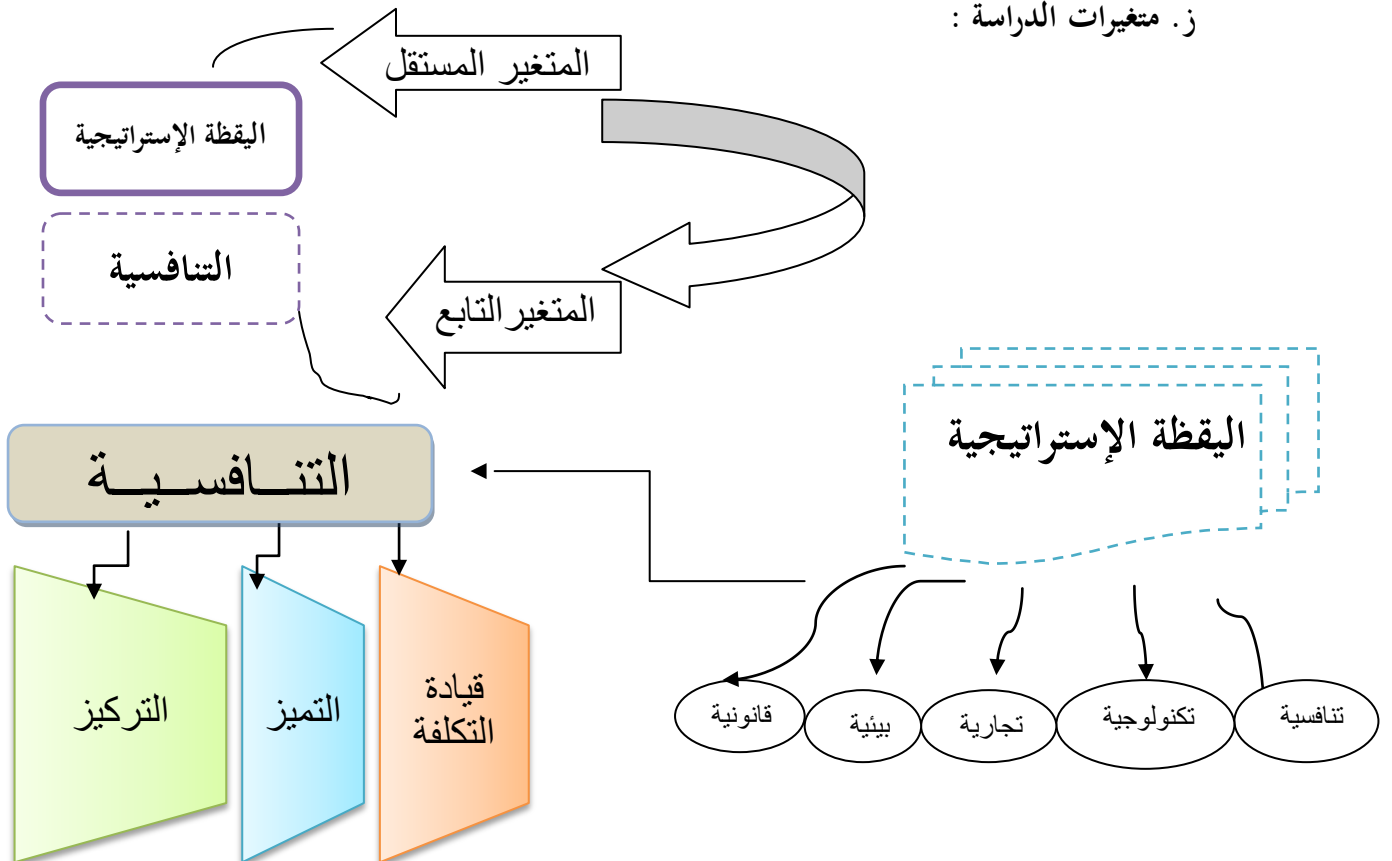 ز. متغيرات الدراسة :
المتغير المستقل
اليقظة الإستراتيجية
التنافسية
المتغير التابع
اليقظة الإستراتيجية
التنـــافســـيـــة
تنافسية
تكنولوجية
تجارية
بيئية
قانونية
قيادة
التكلفة
التميز
التركيز